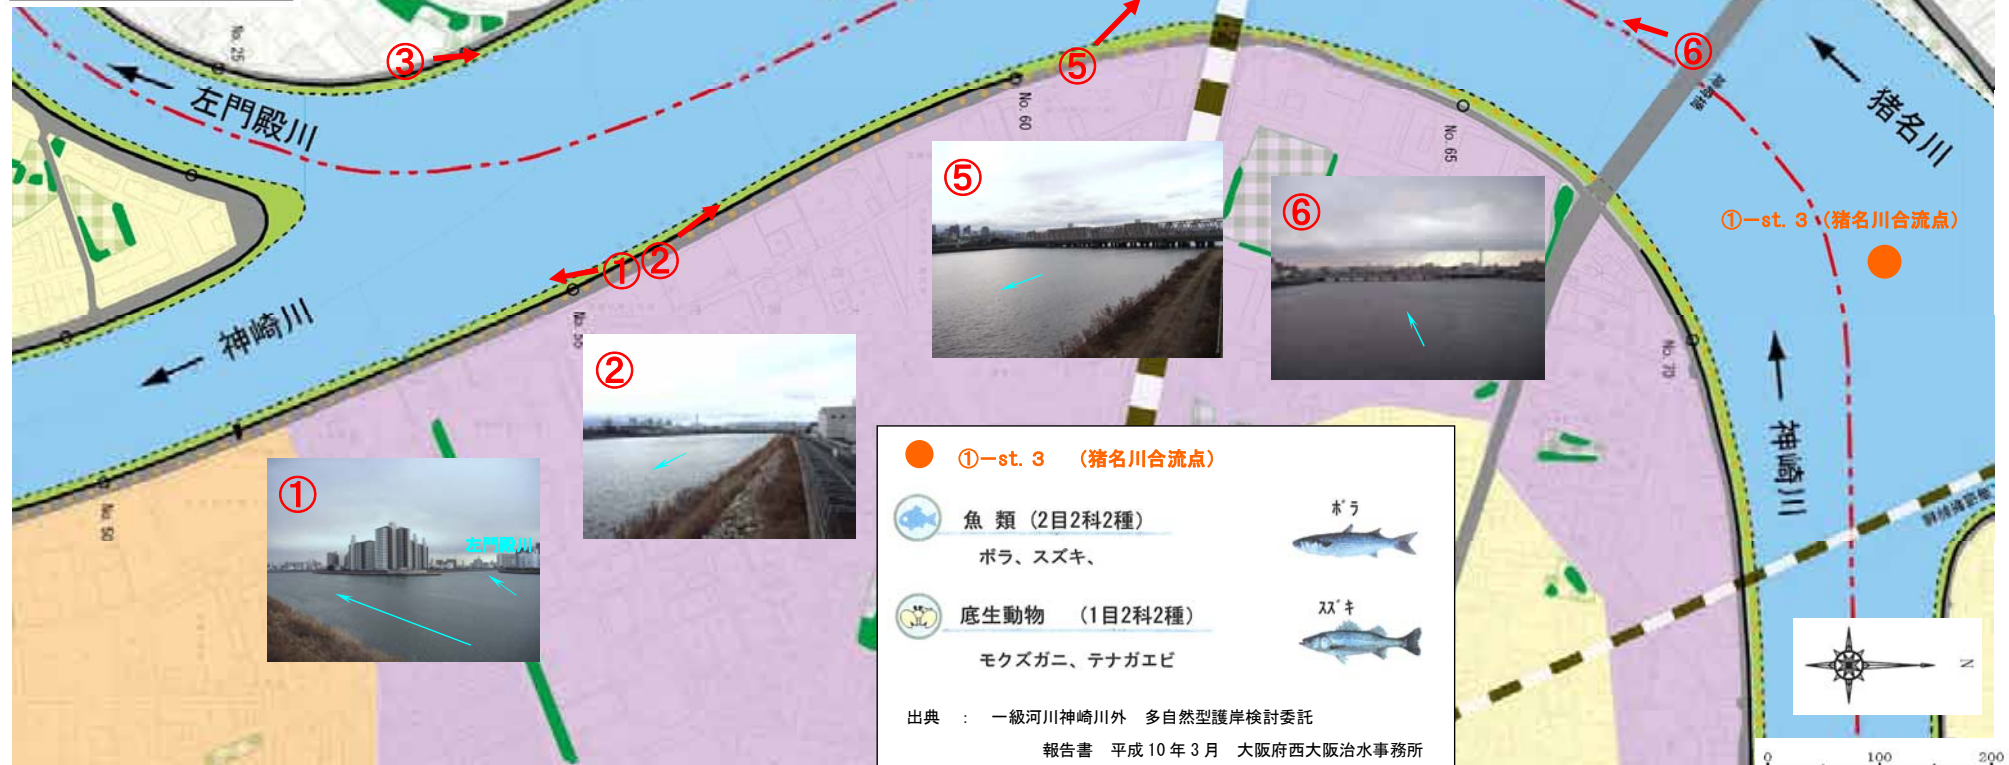 No. 25
③
⑤
⑥
左門殿川
猪名川
No. 60
No. 65
⑤
⑥
①-st. 3 (猪名川合流点)
①
②
神崎川
②
No. 70
神崎川
①
左門殿川
No. 50
①-st. 3 (猪名川合流点)
魚 類 (2目2科2種)
ボラ、スズキ、
ボラ
底生動物 (1目2科2種)
モクズガニ、テナガエビ
スズキ
出典 : 一級河川神崎川外 多自然型護岸検討委託
報告書 平成10年3月 大阪府西大阪治水事務所
N
0 100 200